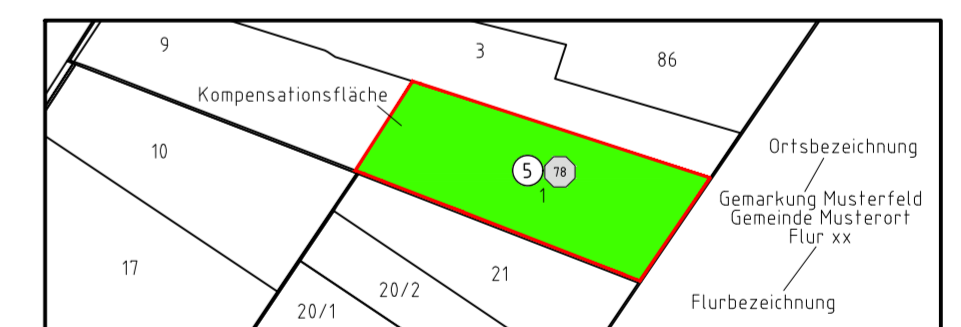 9
3
86
Kompensationsfläche
10
Ortsbezeichnung
5
78
1
Gemarkung Musterfeld
Gemeinde Musterort
Flur xx
17
21
20/2
20/1
Flurbezeichnung